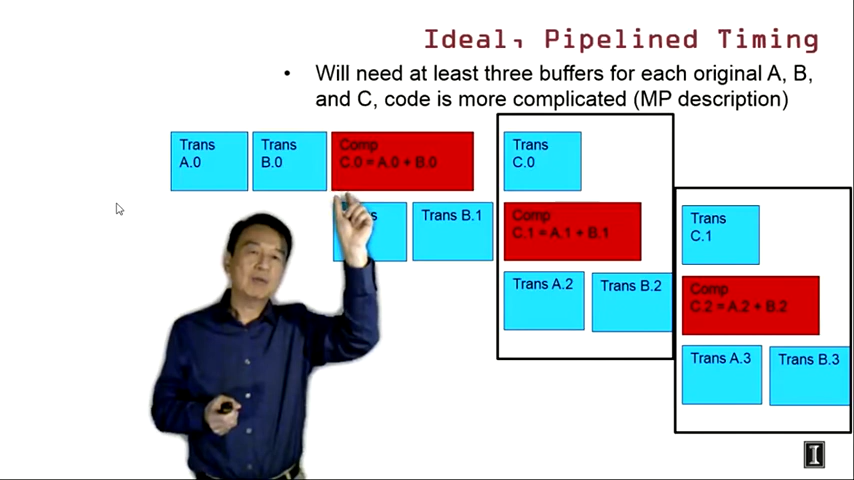 Ideal, Pipelined Timing
• Will need at least three buffers for each original A, B,
and C, code is more complicated (MP description)
Trans
A.0
Trans
B.0
Comp
C.0 = A.0 + B.0
Trans
C.0
Trans B.1
Comp
C.1 = A.1 + B.1
Trans
C.1
Trans A.2
Trans B.2
Comp
C.2 = A.2 + B.2
Trans A.3
Trans B.3
I